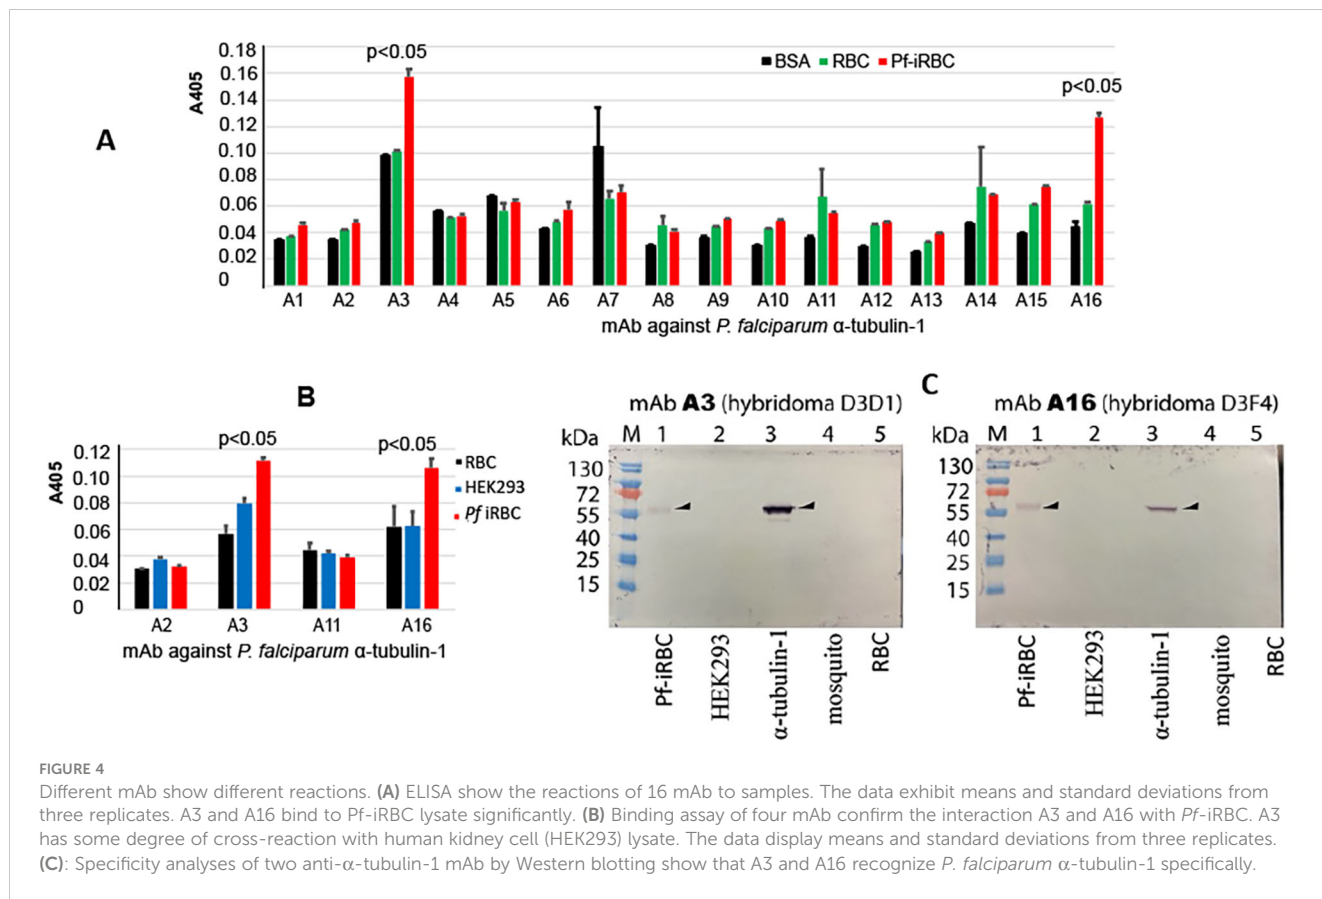 A
A405
0.18
0.16
0.14
0.12
0.10
0.08
0.06
0.04
0.02
0
p<0.05
BSA RBC Pf-iRBC
p<0.05
A1 A2 A3 A4 A5 A6 A7 A8 A9 A10 A11 A12 A13 A14 A15 A16
mAb against P. falciparum α-tubulin-1
B
A405
0.12
0.10
0.08
0.06
0.04
0.02
0
p<0.05
p<0.05
RBC
HEK293
Pf iRBC
A2 A3 A11 A16
mAb against P. falciparum α-tubulin-1
C
mAb A3 (hybridoma D3D1)
kDa M 1 2 3 4 5
130
72
55
40
25
15
Pf-iRBC
HEK293
α-tubulin-1
mosquito
RBC
mAb A16 (hybridoma D3F4)
kDa M 1 2 3 4 5
130
72
55
40
25
15
Pf-iRBC
HEK293
α-tubulin-1
mosquito
RBC
FIGURE 4
Different mAb show different reactions. (A) ELISA show the reactions of 16 mAb to samples. The data exhibit means and standard deviations from
three replicates. A3 and A16 bind to Pf-iRBC lysate significantly. (B) Binding assay of four mAb confirm the interaction A3 and A16 with Pf-iRBC. A3
has some degree of cross-reaction with human kidney cell (HEK293) lysate. The data display means and standard deviations from three replicates.
(C): Specificity analyses of two anti-α-tubulin-1 mAb by Western blotting show that A3 and A16 recognize P. falciparum α-tubulin-1 specifically.